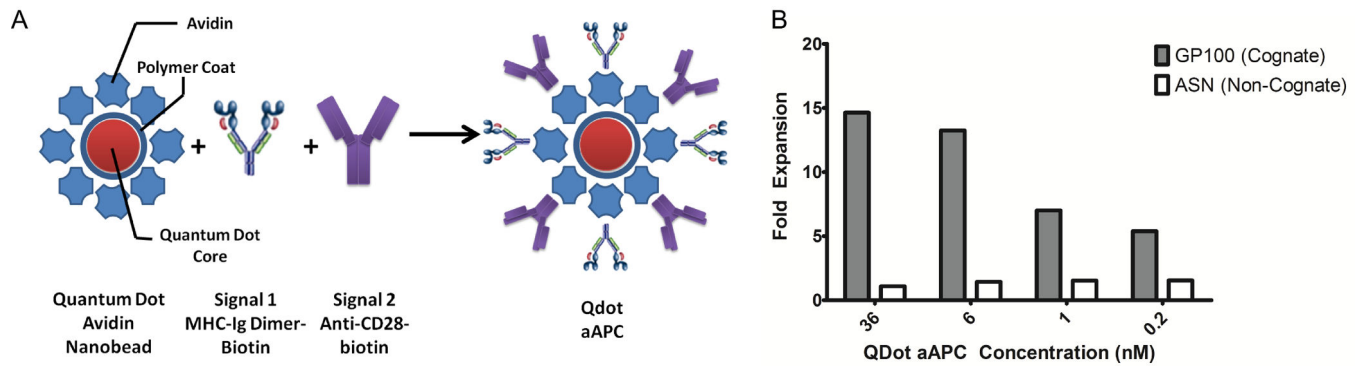 A
Avidin
Polymer Coat
+
+
Quantum Dot
Core
Quantum Dot
Avidin
Nanobead
Signal 1
MHC-Ig Dimer-
Biotin
Signal 2
Anti-CD28-
biotin
Qdot
aAPC
B
Fold Expansion
20
15
10
5
0
GP100 (Cognate)
ASN (Non-Cognate)
36
6
1
0.2
QDot aAPC Concentration (nM)